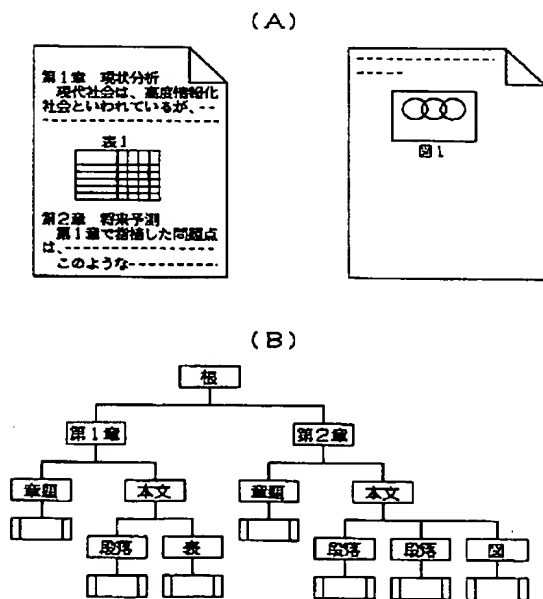 (A)
第1章 現状分析
現代社会は、高度情報化
社会といわれているが、--
表1
第2章 将来予測
第1章で指摘した問題点
は、
このような
図1
(B)
根
第1章 第2章
章題 本文 章題 本文
段落 表 段落 段落 図